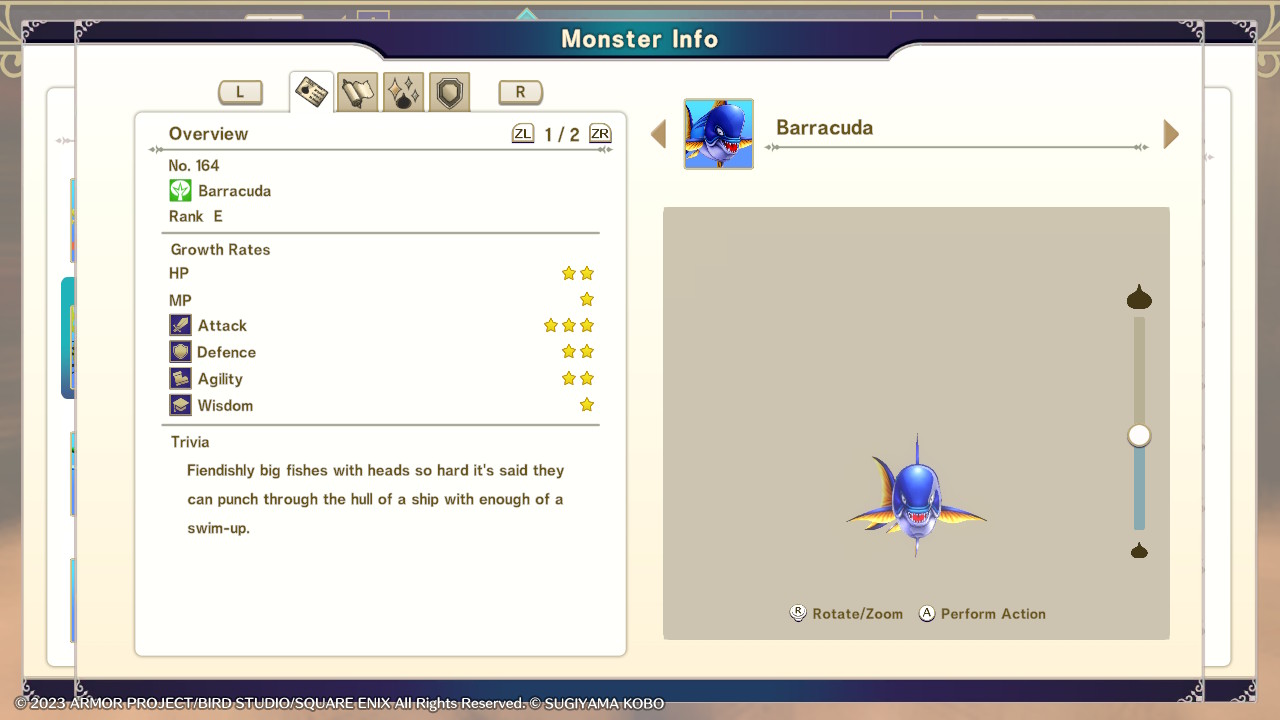 Monster Info
L
R
Overview
ZL 1 / 2 ZR
No. 164
Barracuda
Rank E
Growth Rates
HP
MP
Attack
Defence
Agility
Wisdom
Trivia
Fiendishly big fishes with heads so hard it's said they
can punch through the hull of a ship with enough of a
swim-up.
Barracuda
R Rotate/Zoom A Perform Action
© 2023 ARMOR PROJECT/BIRD STUDIO/SQUARE ENIX All Rights Reserved. © SUGIYAMA KOBO